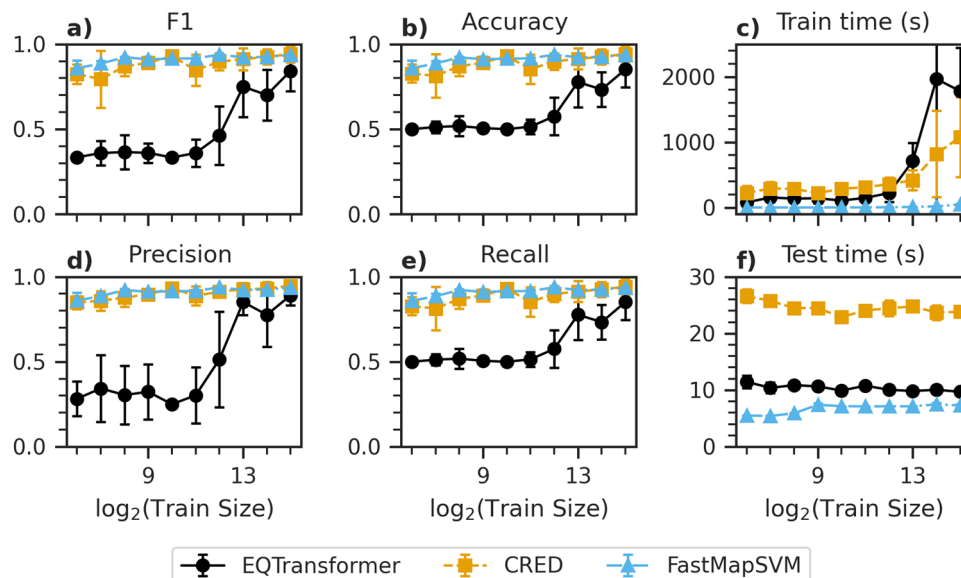 a) F1
b) Accuracy
c) Train time (s)
1.0
0.5
0.0
1.0
0.5
0.0
2000
1000
0
d) Precision
e) Recall
f) Test time (s)
1.0
0.5
0.0
1.0
0.5
0.0
30
20
10
0
9 13
9 13
9 13
log2(Train Size)
log2(Train Size)
log2(Train Size)
EQTransformer CRED FastMapSVM